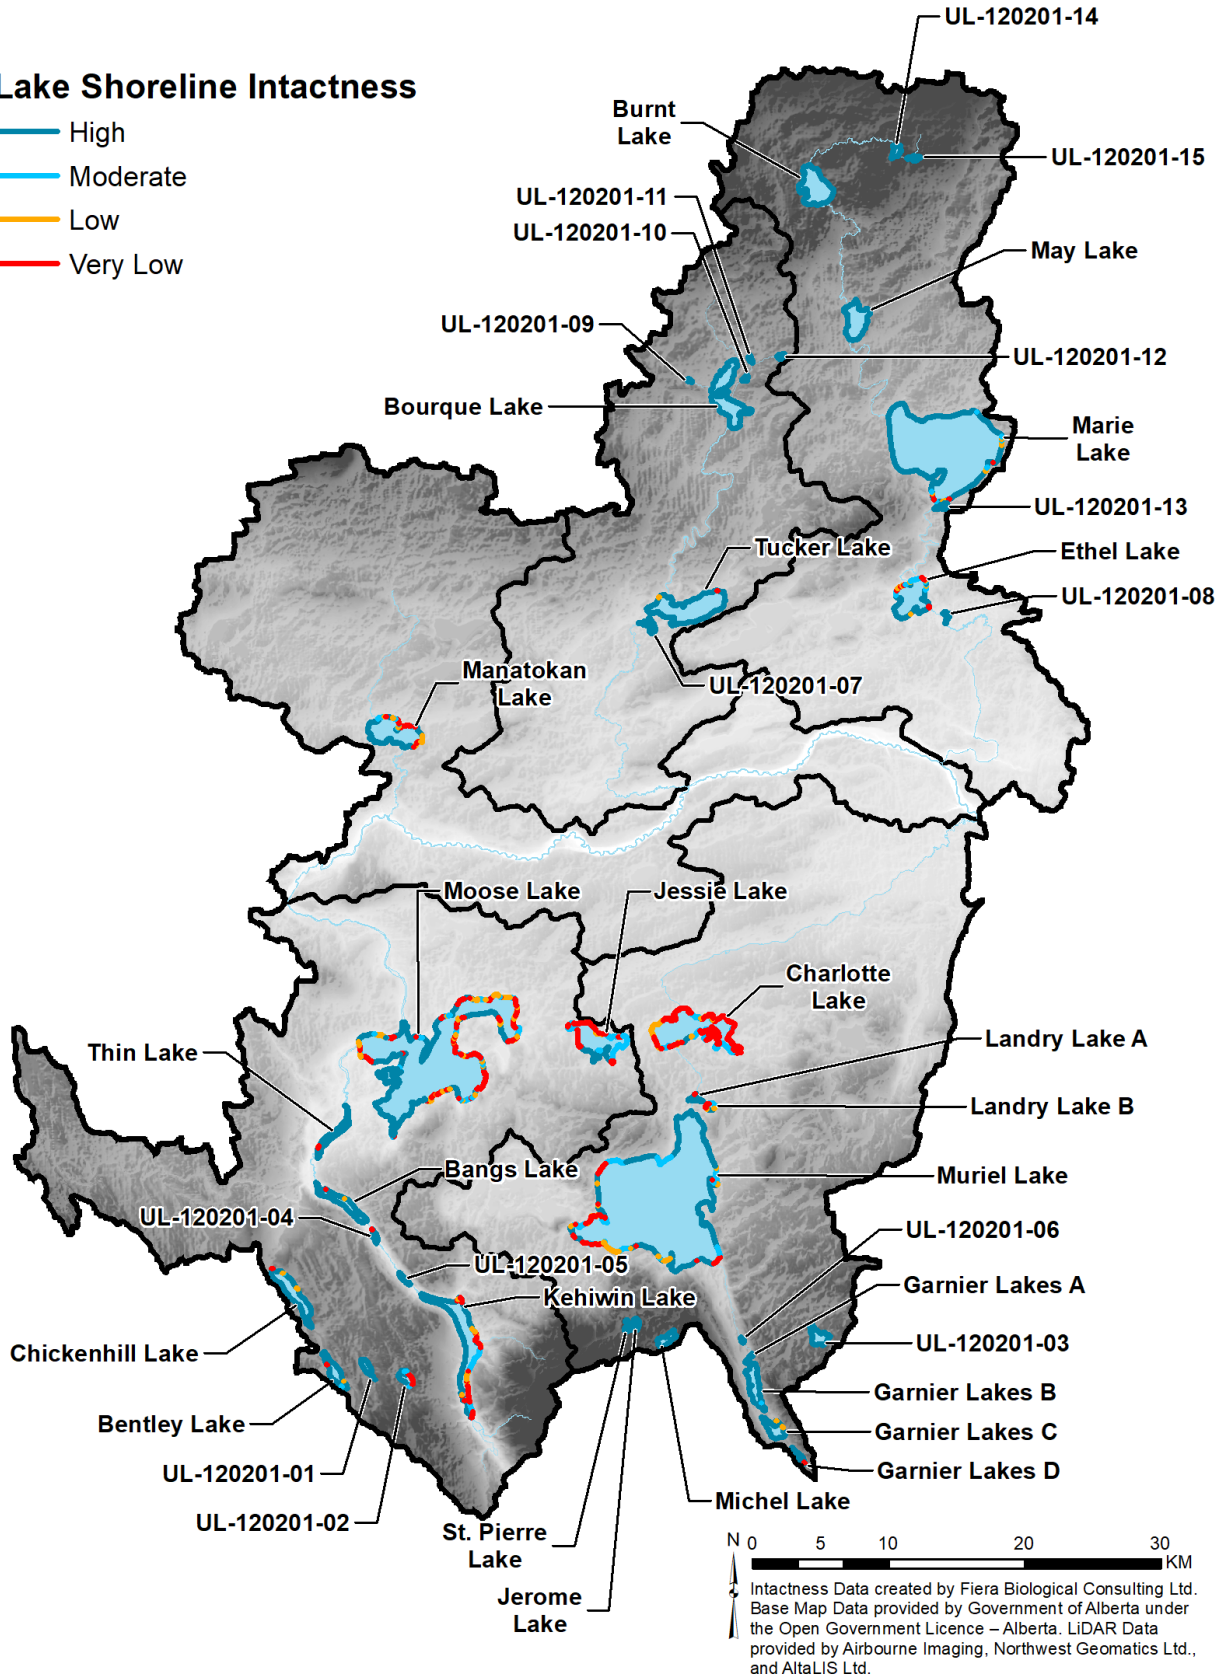 UL-120201-14
Lake Shoreline Intactness
High
Moderate
Low
Very Low
Burnt
Lake
UL-120201-15
UL-120201-11
UL-120201-10
May Lake
UL-120201-09
UL-120201-12
Bourque Lake
Marie
Lake
UL-120201-13
Tucker Lake
Ethel Lake
UL-120201-08
Manatokan
Lake
UL-120201-07
Moose Lake
Jessie Lake
Charlotte
Lake
Thin Lake
Landry Lake A
Landry Lake B
Bangs Lake
Muriel Lake
UL-120201-04
UL-120201-06
UL-120201-05
Garnier Lakes A
Kehiwin Lake
UL-120201-03
Chickenhill Lake
Garnier Lakes B
Bentley Lake
Garnier Lakes C
UL-120201-01
Garnier Lakes D
Michel Lake
UL-120201-02
St. Pierre
Lake
Jerome
Lake
N
0 5 10 20 30
KM
Intactness Data created by Fiera Biological Consulting Ltd.
Base Map Data provided by Government of Alberta under
the Open Government Licence – Alberta. LiDAR Data
provided by Airbourne Imaging, Northwest Geomatics Ltd.,
and AltaLIS Ltd.